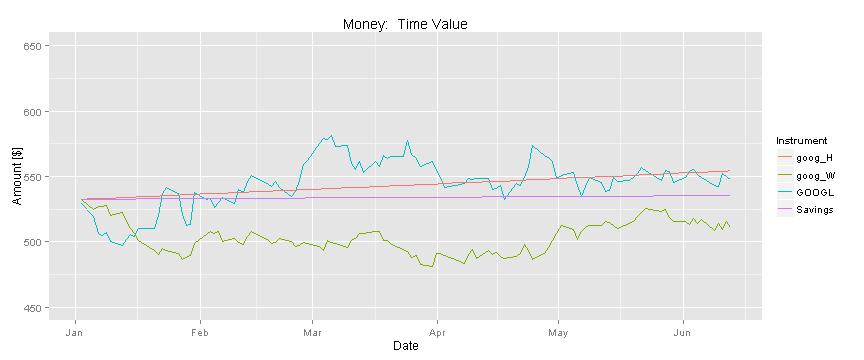 Money: Time Value
Amount [$]
650
600
550
500
450
Jan Feb Mar Apr May Jun
Date
Instrument
goog_H
goog_W
GOOGL
Savings